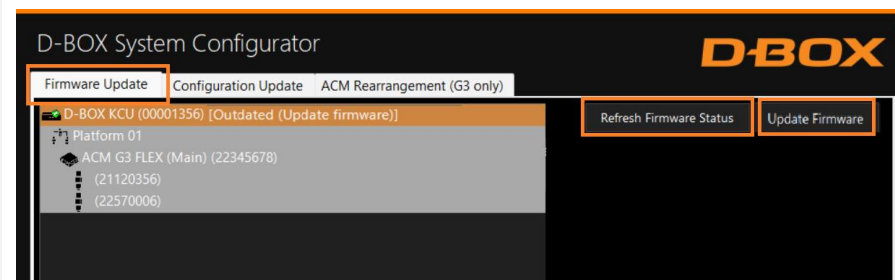 D-BOX System Configurator
D-BOX
Firmware Update Configuration Update ACM Rearrangement (G3 only)
D-BOX KCU (00001356) [Outdated (Update firmware)]
Refresh Firmware Status Update Firmware
Platform 01
ACM G3 FLEX (Main) (22345678)
(21120356)
(22570006)